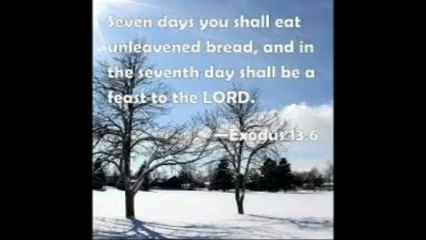 Seven days you shall eat
unleavened bread, and in
the seventh day shall be a
feast to the LORD.
—Exodus 13:6